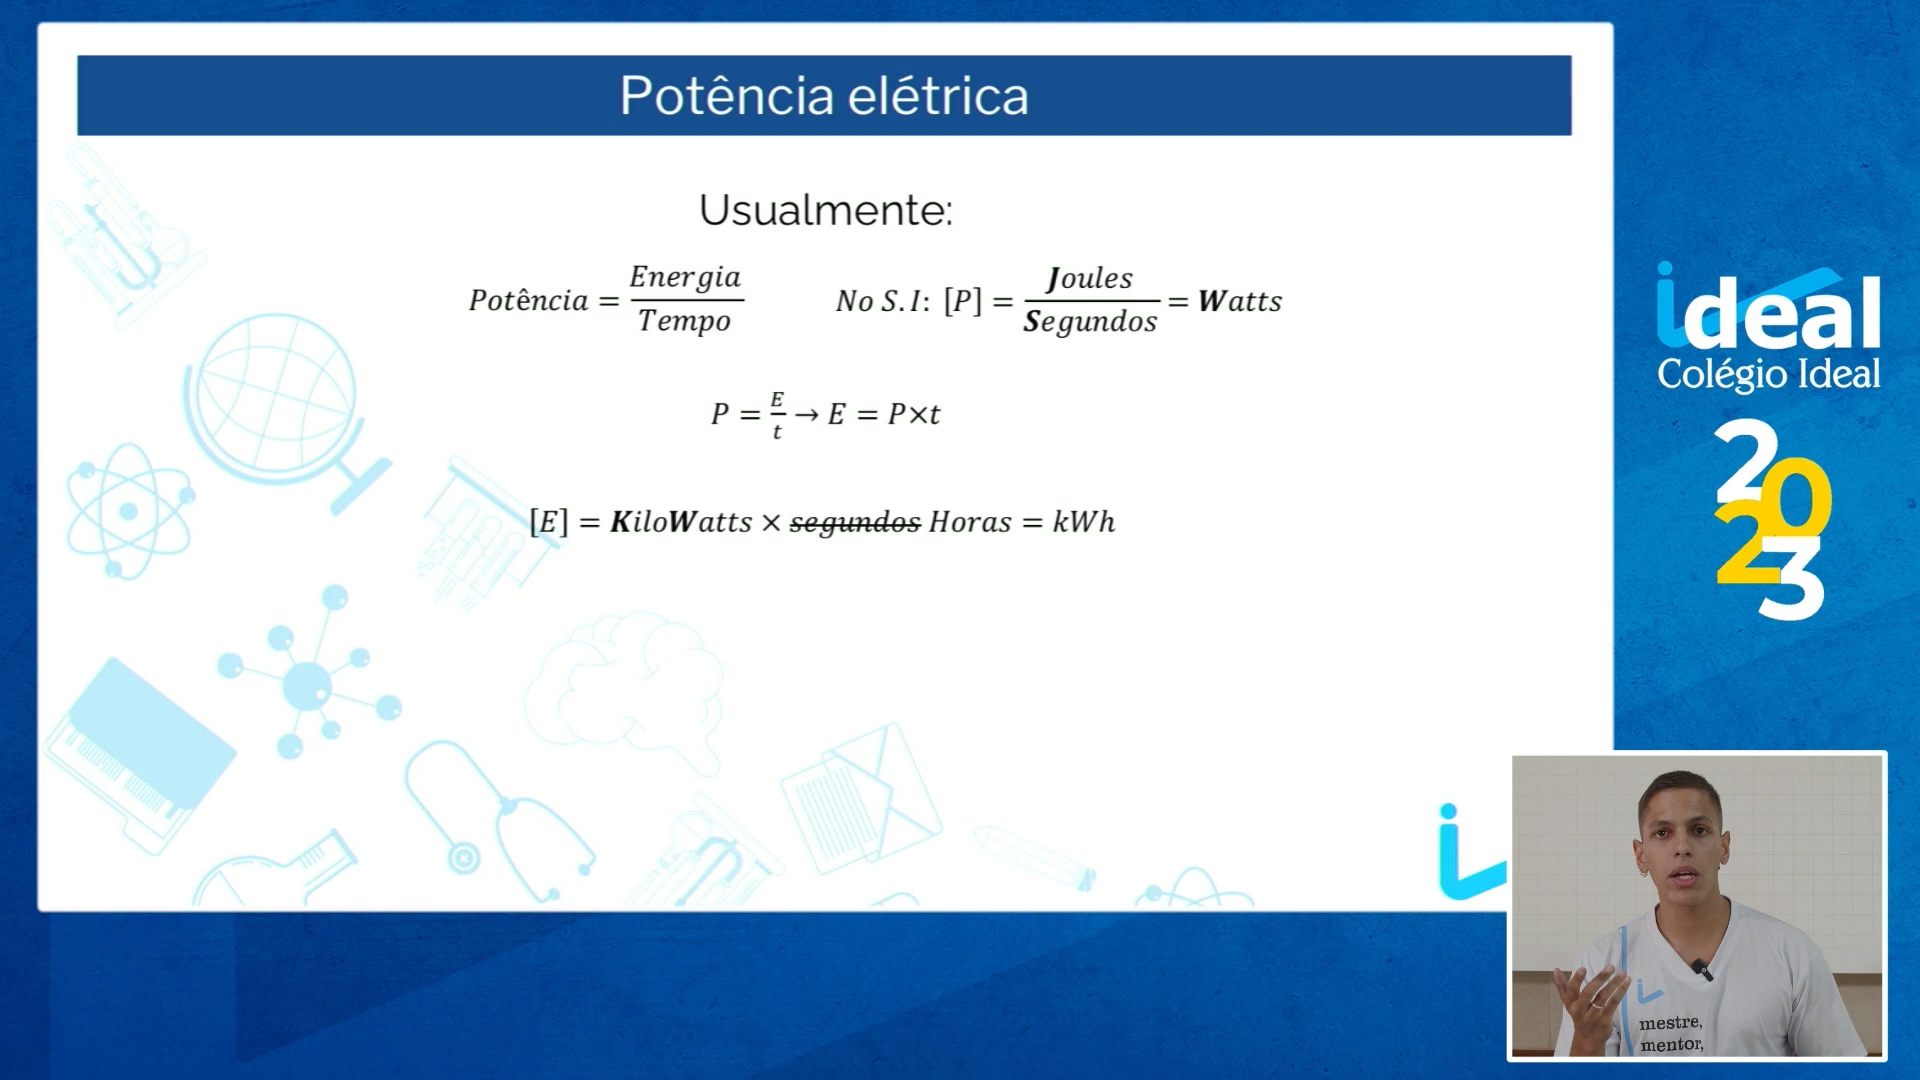 Potência elétrica
Usualmente:
Potência = Energia / Tempo No S.I: [P] = Joules / Segundos = Watts
P = E / t → E = P×t
[E] = KiloWatts × segundos Horas = kWh
ideal
Colégio Ideal
2023
mestre,
mentor,